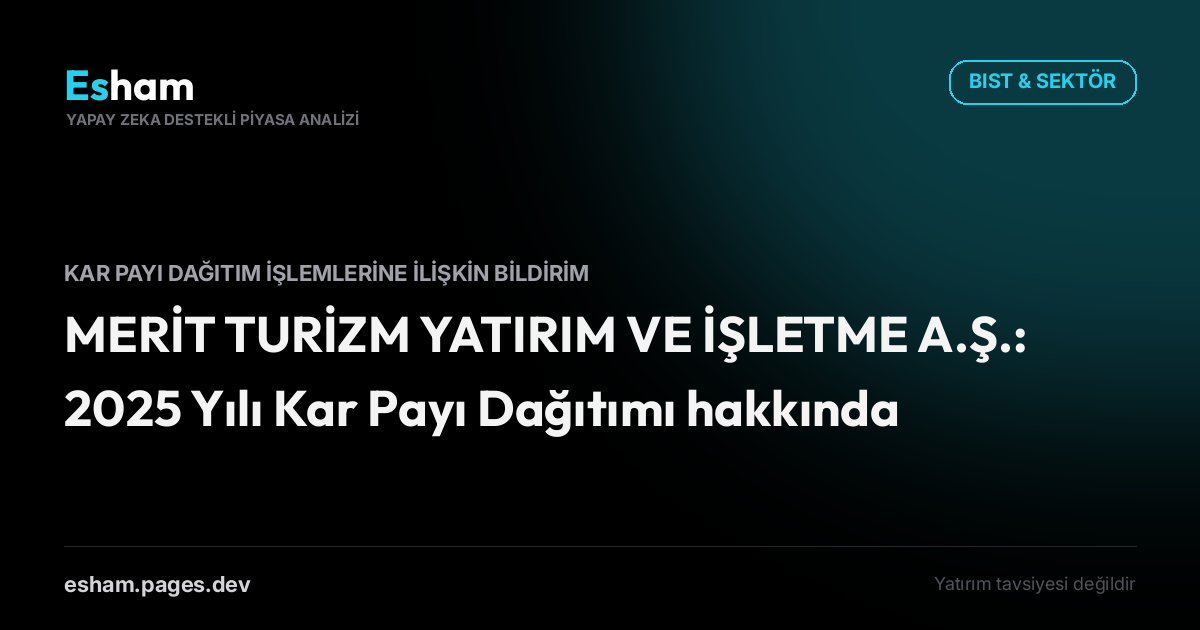 Esham
YAPAY ZEKA DESTEKLİ PİYASA ANALİZİ
BIST & SEKTÖR
KAR PAYI DAĞITIM İŞLEMLERİNE İLİŞKİN BİLDİRİM
MERİT TURİZM YATIRIM VE İŞLETME A.Ş.:
2025 Yılı Kar Payı Dağıtımı hakkında
esham.pages.dev
Yatırım tavsiyesi değildir